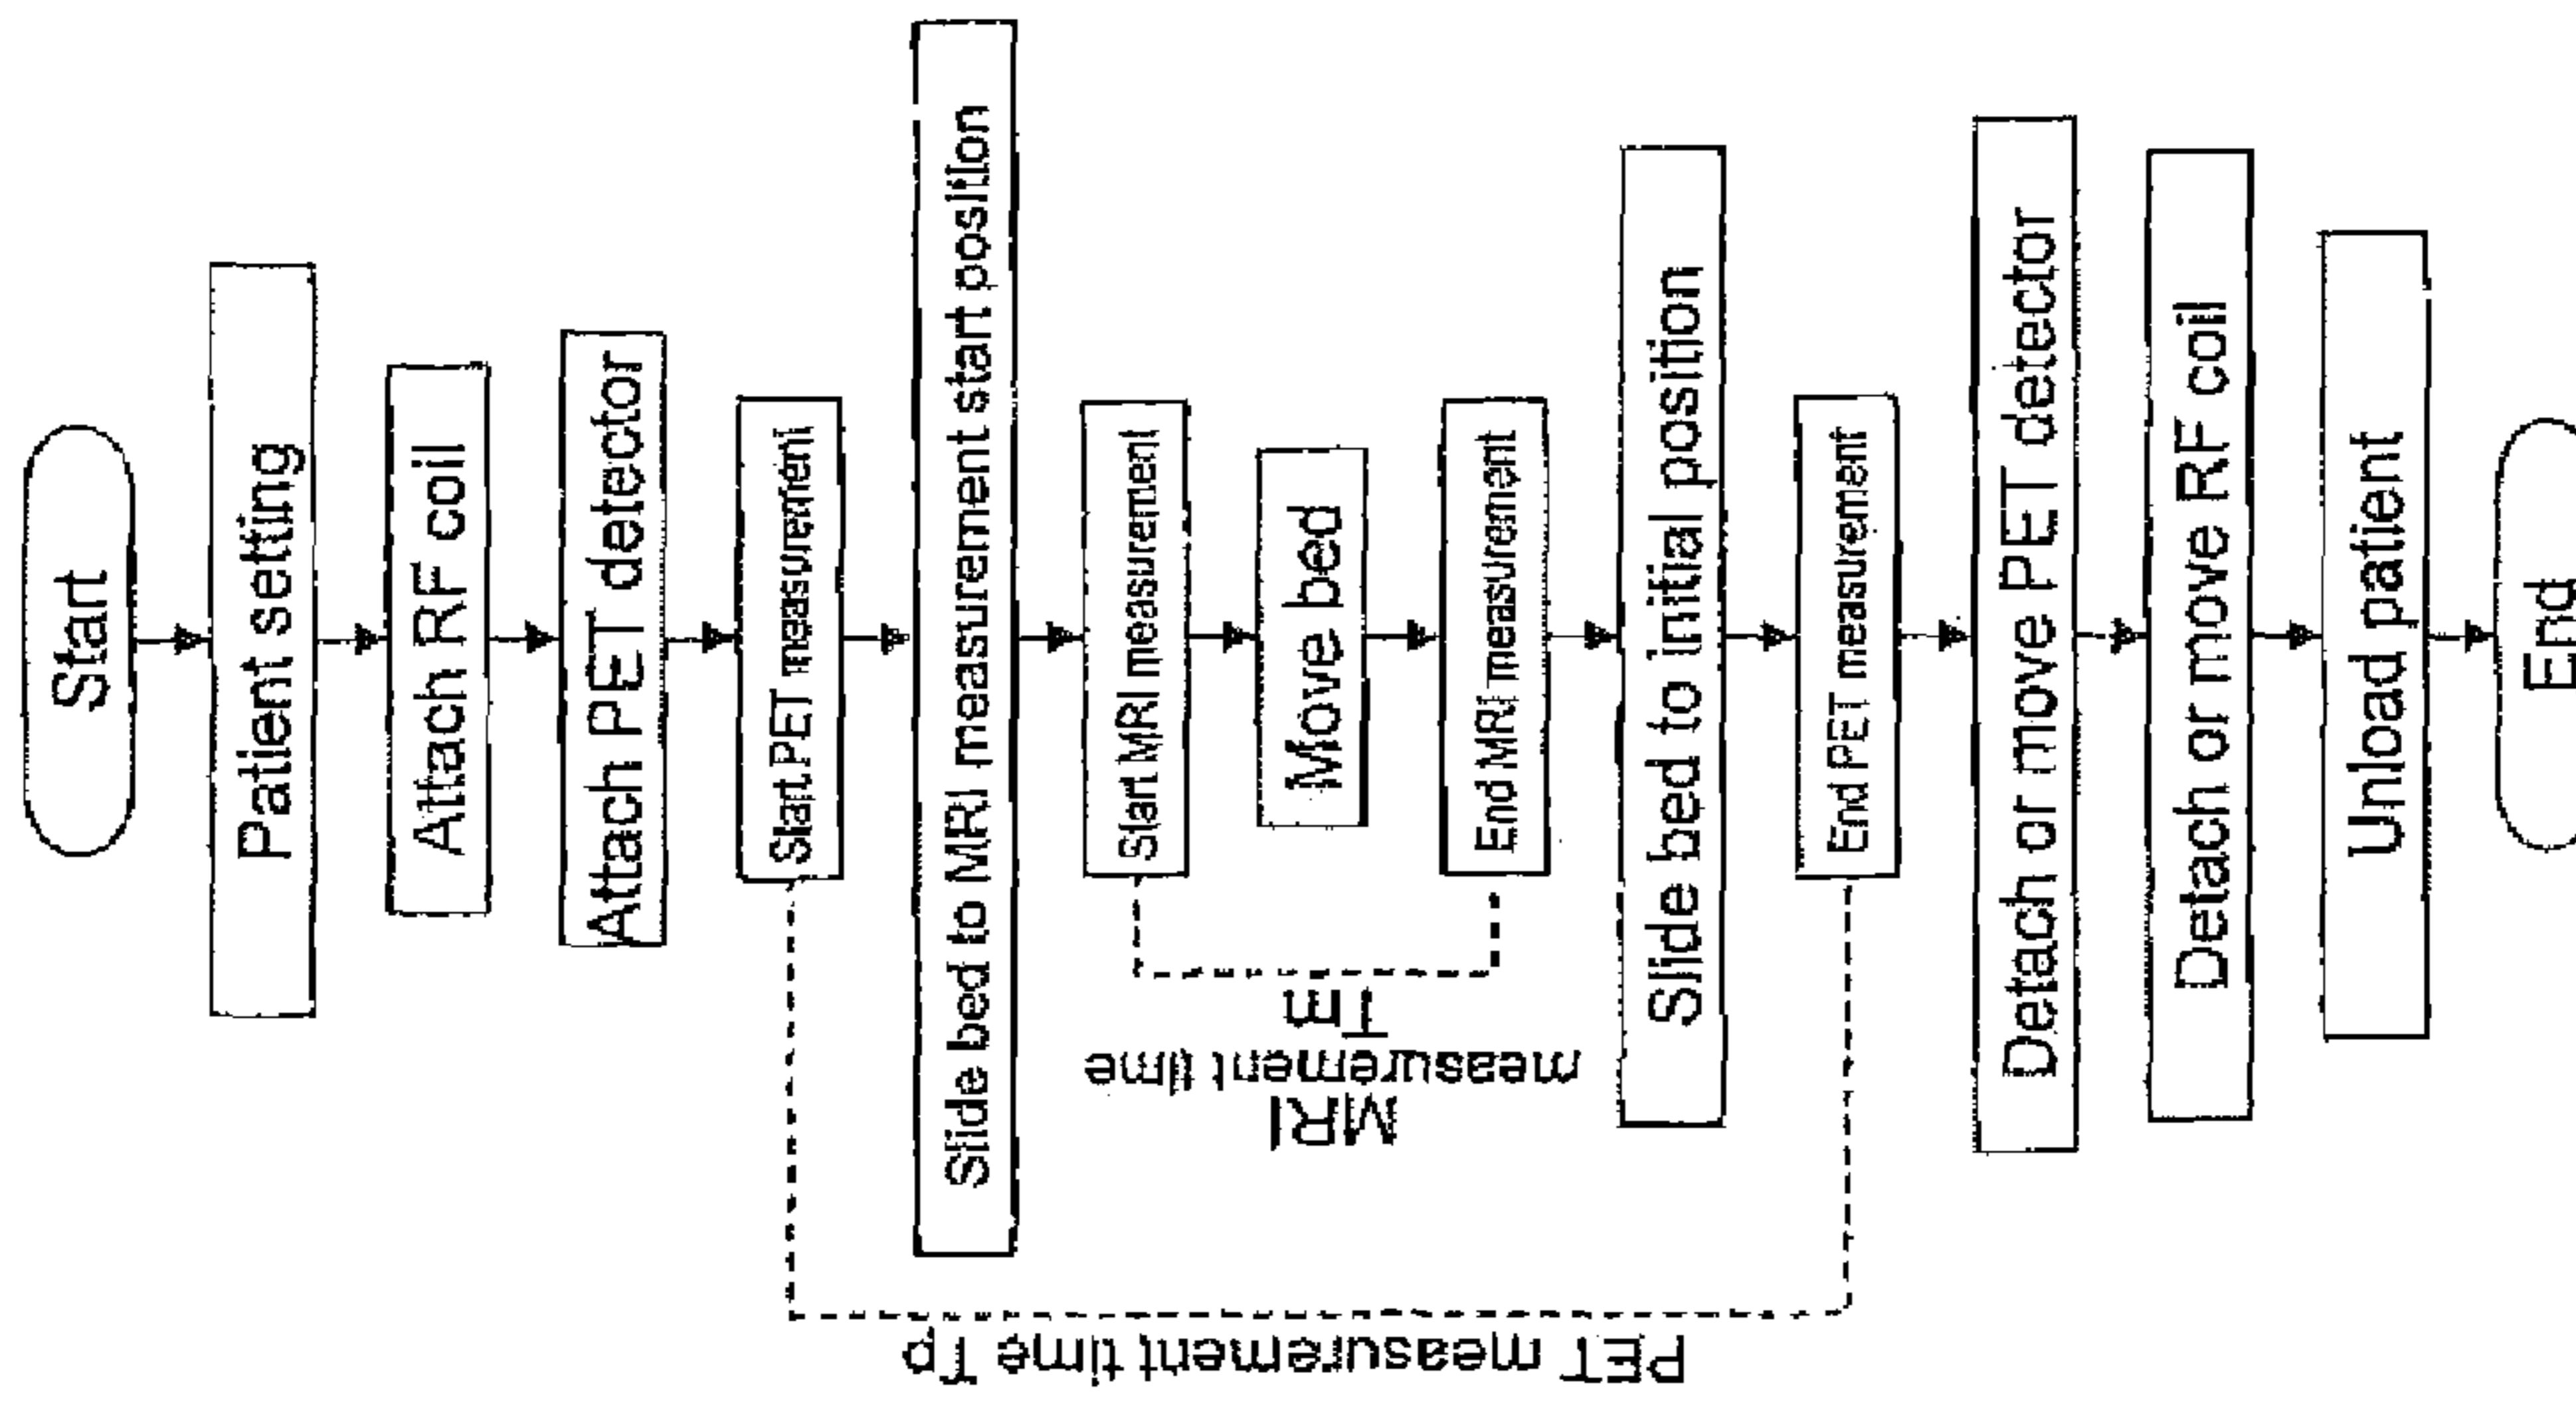 Start
Patient setting
Attach RF coil
Attach PET detector
Start PET measurement
Slide bed to MRI measurement start position
Start MRI measurement
Move bed
End MRI measurement
MRI
measurement time
Tm
Slide bed to initial position
End PET measurement
PET measurement time Tp
Detach or move PET detector
Detach or move RF coil
Unload patient
End